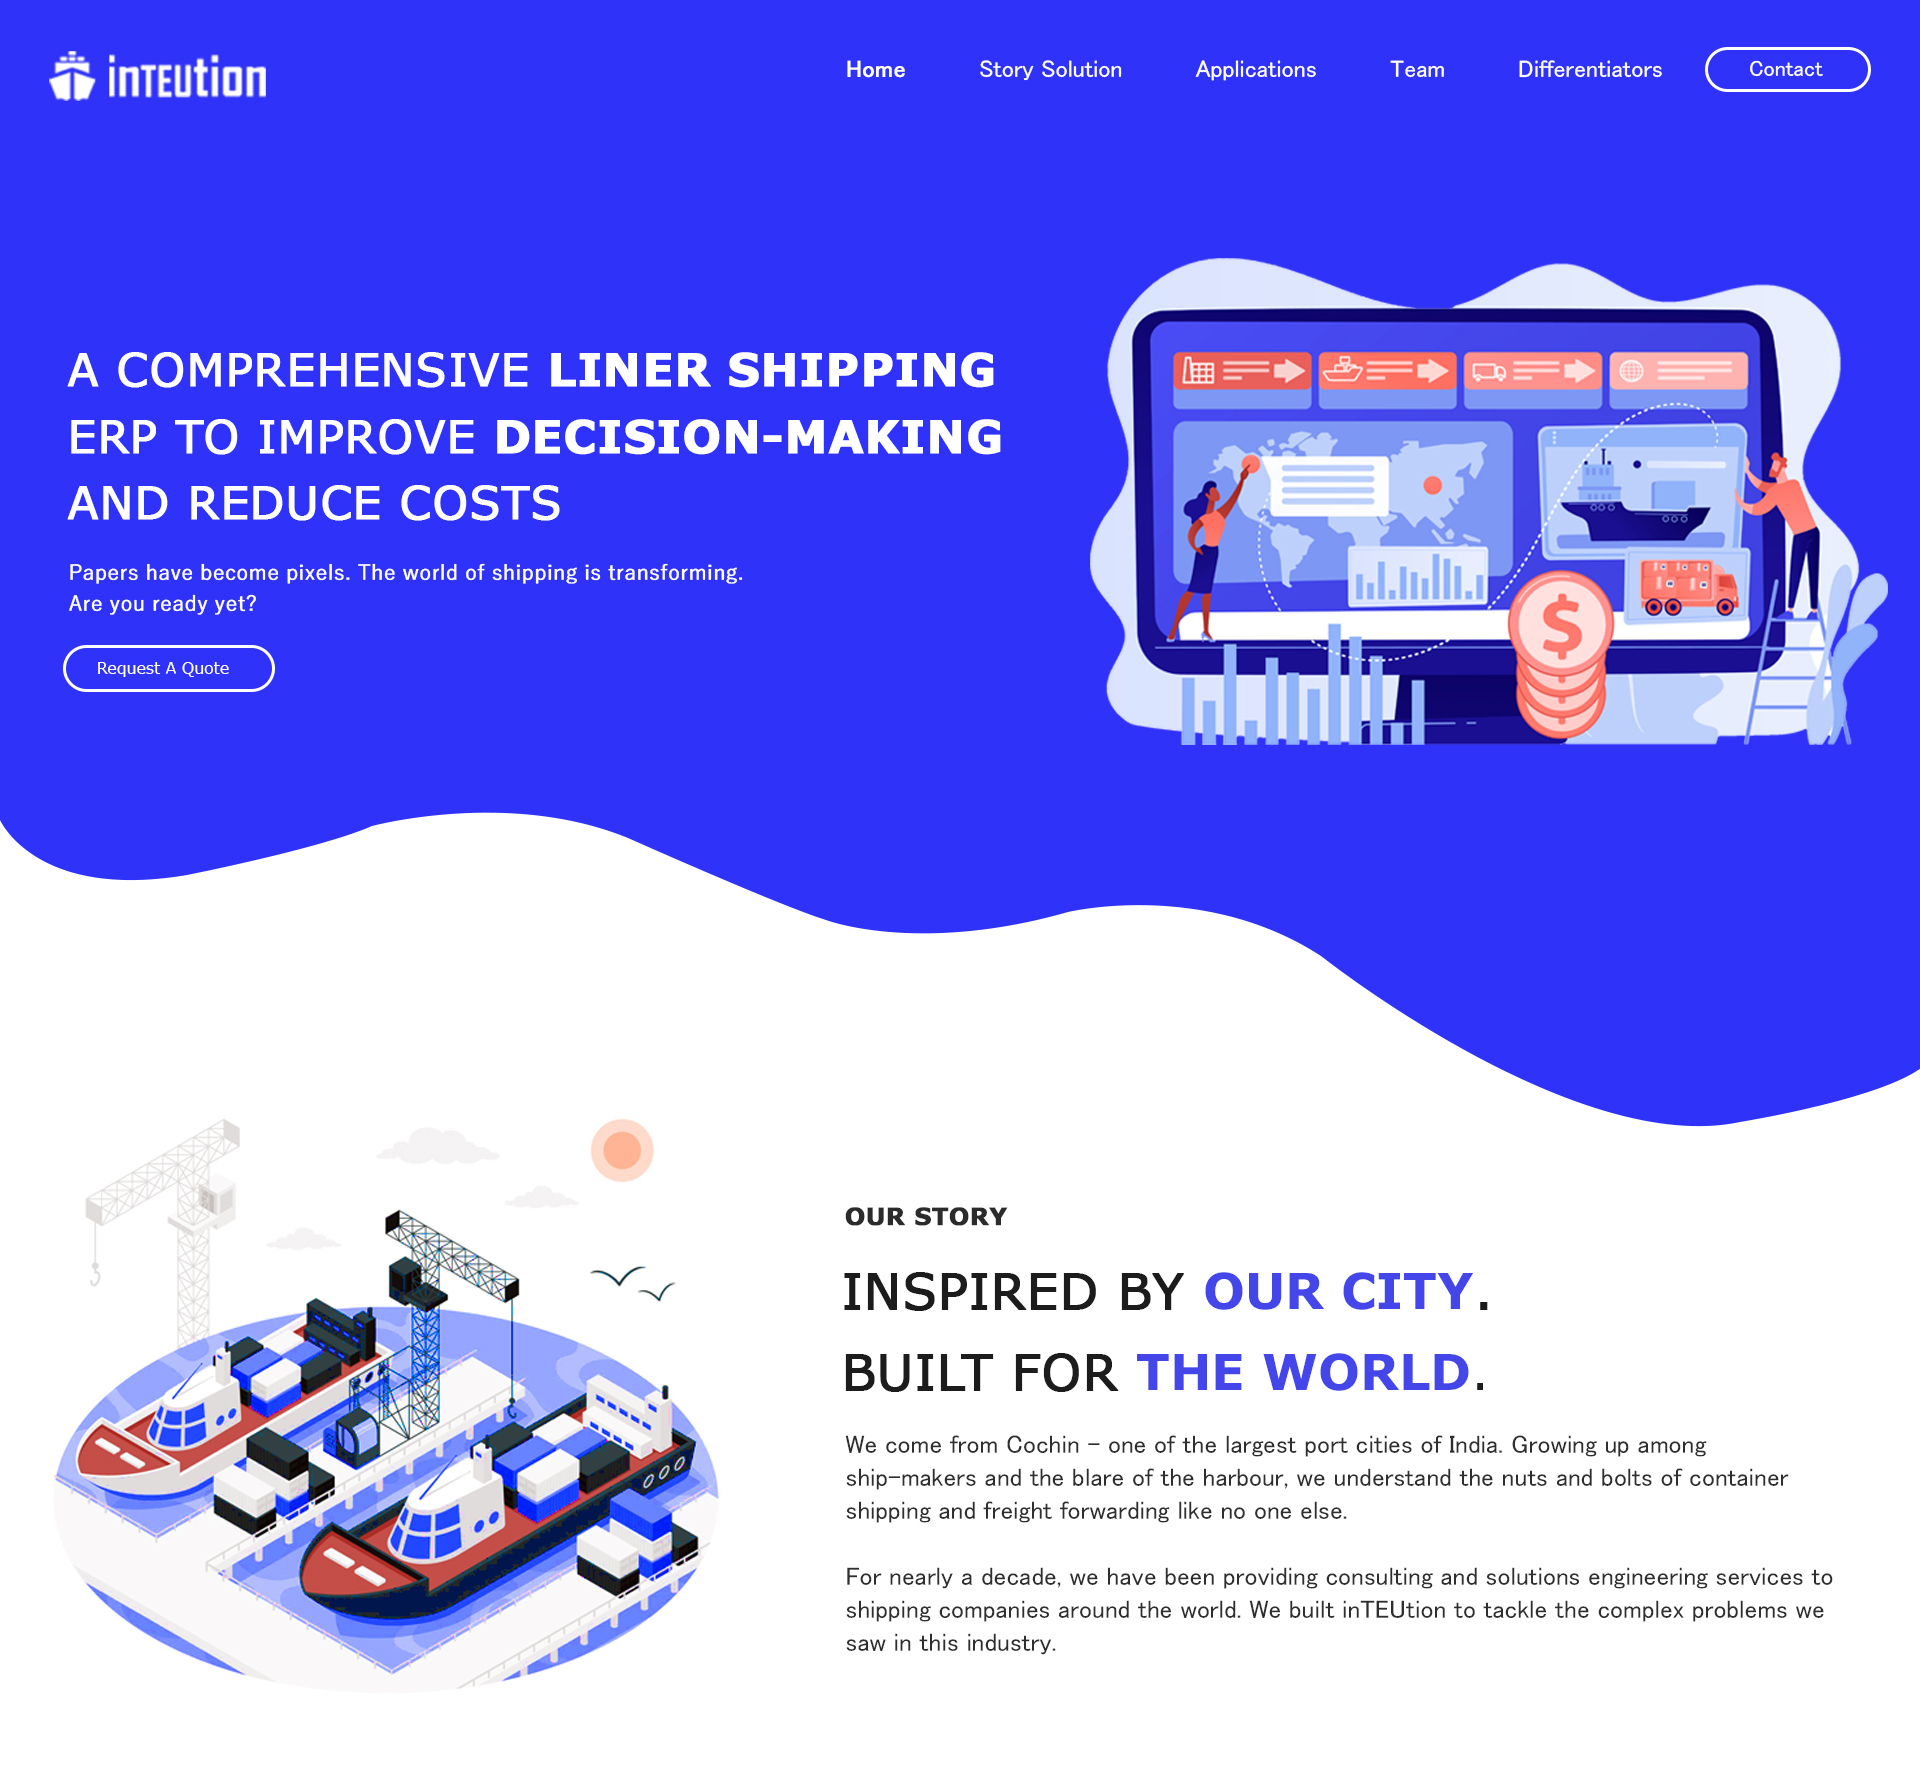 inTEUtion
Home
Story Solution
Applications
Team
Differentiators
Contact
A COMPREHENSIVE LINER SHIPPING
ERP TO IMPROVE DECISION-MAKING
AND REDUCE COSTS
Papers have become pixels. The world of shipping is transforming.
Are you ready yet?
Request A Quote
$
OUR STORY
INSPIRED BY OUR CITY.
BUILT FOR THE WORLD.
We come from Cochin – one of the largest port cities of India. Growing up among
ship-makers and the blare of the harbour, we understand the nuts and bolts of container
shipping and freight forwarding like no one else.
For nearly a decade, we have been providing consulting and solutions engineering services to
shipping companies around the world. We built inTEUtion to tackle the complex problems we
saw in this industry.